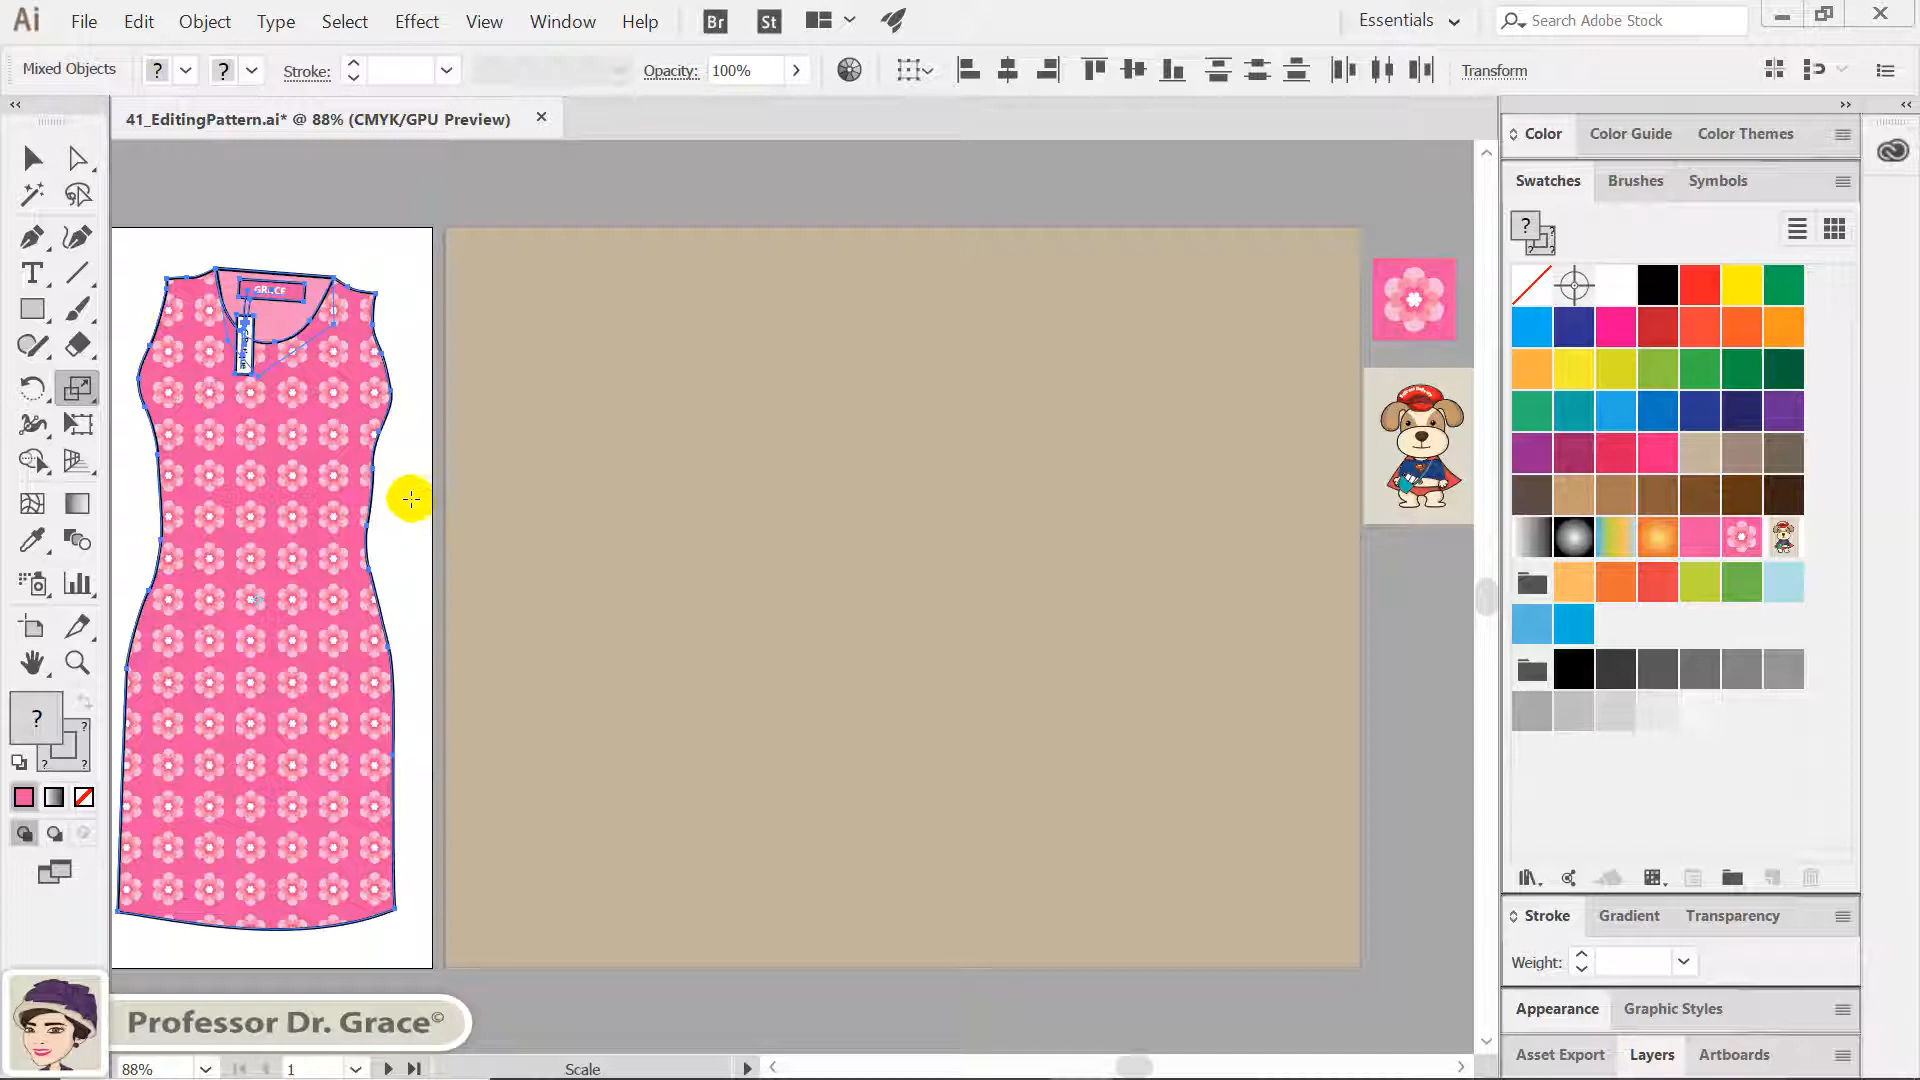 Ai File Edit Object Type Select Effect View Window Help Br St Essentials Search Adobe Stock
Mixed Objects ? ? Stroke: Opacity: 100% Transform
41_EditingPattern.ai* @ 88% (CMYK/GPU Preview)
Color Color Guide Color Themes
Swatches Brushes Symbols
?
GRACE
?
?
? ?
Stroke Gradient Transparency
Weight:
Appearance Graphic Styles
Professor Dr. Grace©
Asset Export Layers Artboards
88% 1 Scale